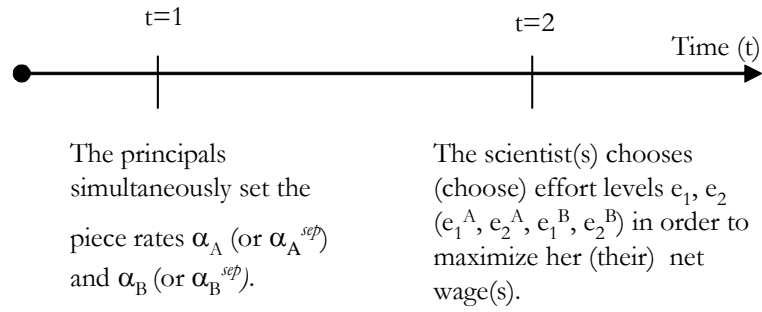 t=1
t=2
Time (t)
The principals
simultaneously set the
piece rates α_A (or α_A^sep)
and α_B (or α_B^sep).
The scientist(s) chooses
(choose) effort levels e_1, e_2
(e_1^A, e_2^A, e_1^B, e_2^B) in order to
maximize her (their) net
wage(s).